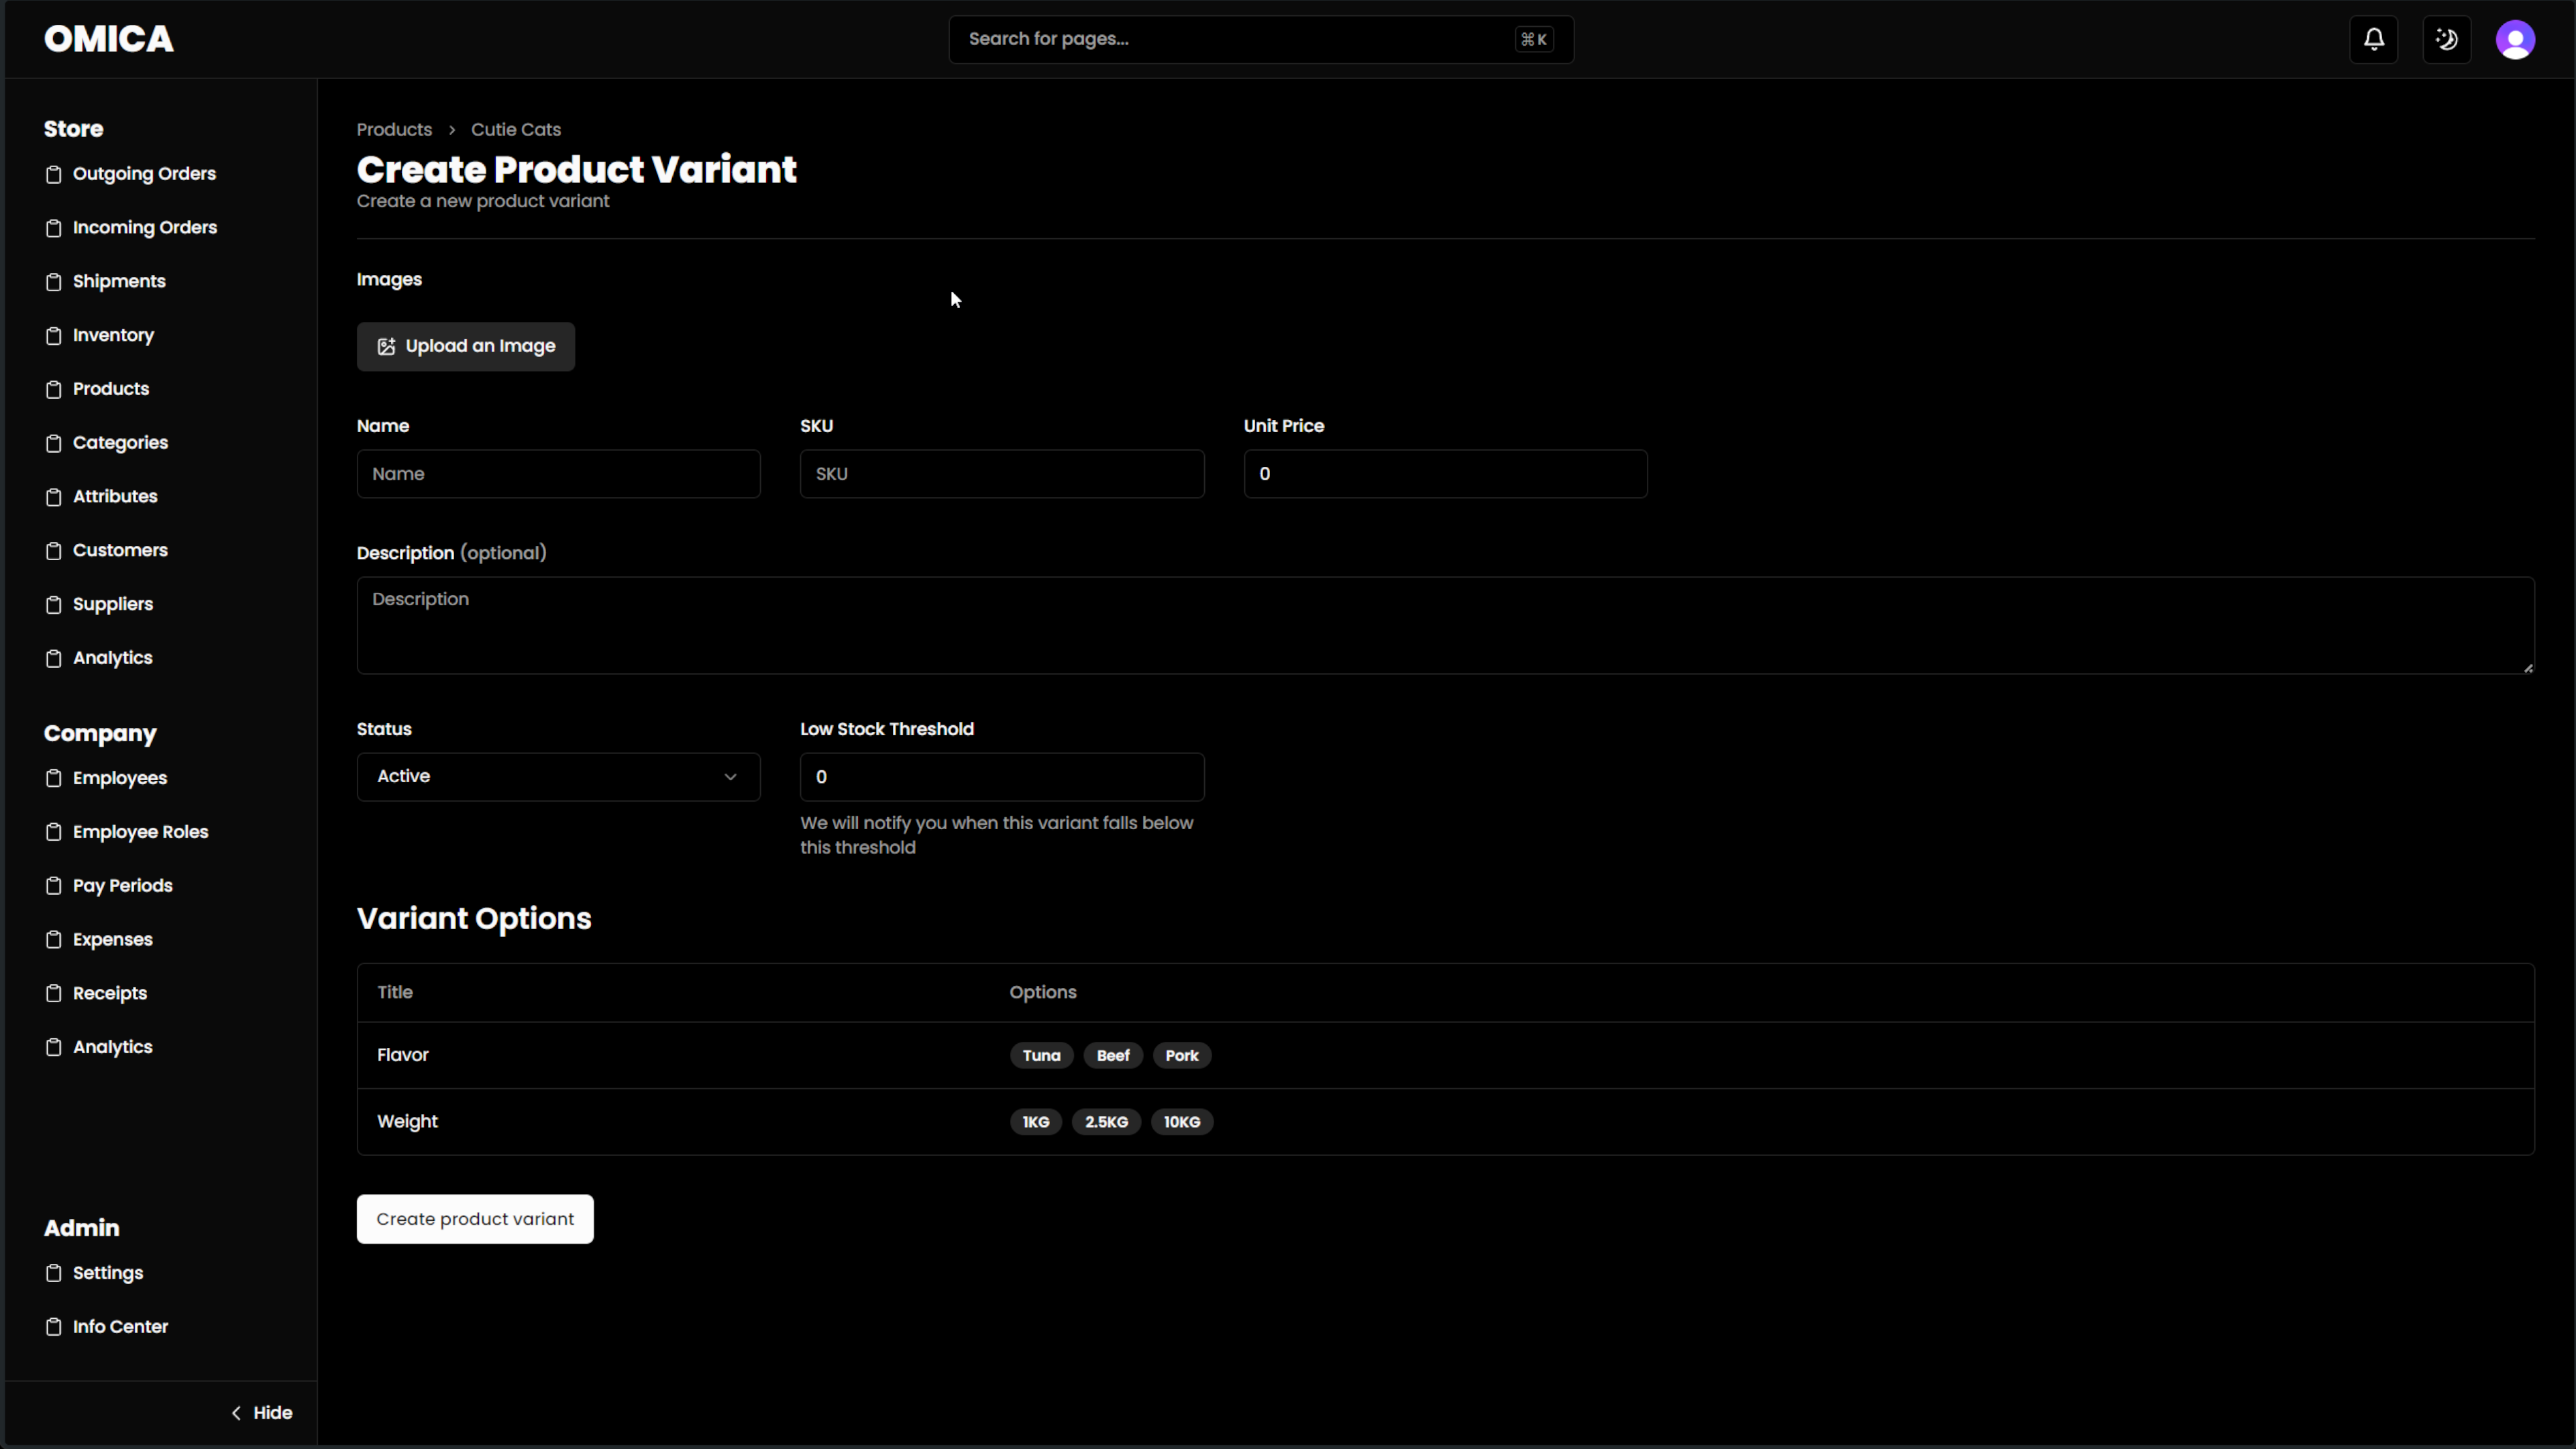 OMICA
Search for pages...
⌘ K
Store
Outgoing Orders
Incoming Orders
Shipments
Inventory
Products
Categories
Attributes
Customers
Suppliers
Analytics
Company
Employees
Employee Roles
Pay Periods
Expenses
Receipts
Analytics
Admin
Settings
Info Center
Hide
Products > Cutie Cats
Create Product Variant
Create a new product variant
Images
Upload an Image
Name SKU Unit Price
Name SKU 0
Description (optional)
Description
Status Low Stock Threshold
Active 0
We will notify you when this variant falls below
this threshold
Variant Options
Title Options
Flavor Tuna Beef Pork
Weight 1KG 2.5KG 10KG
Create product variant